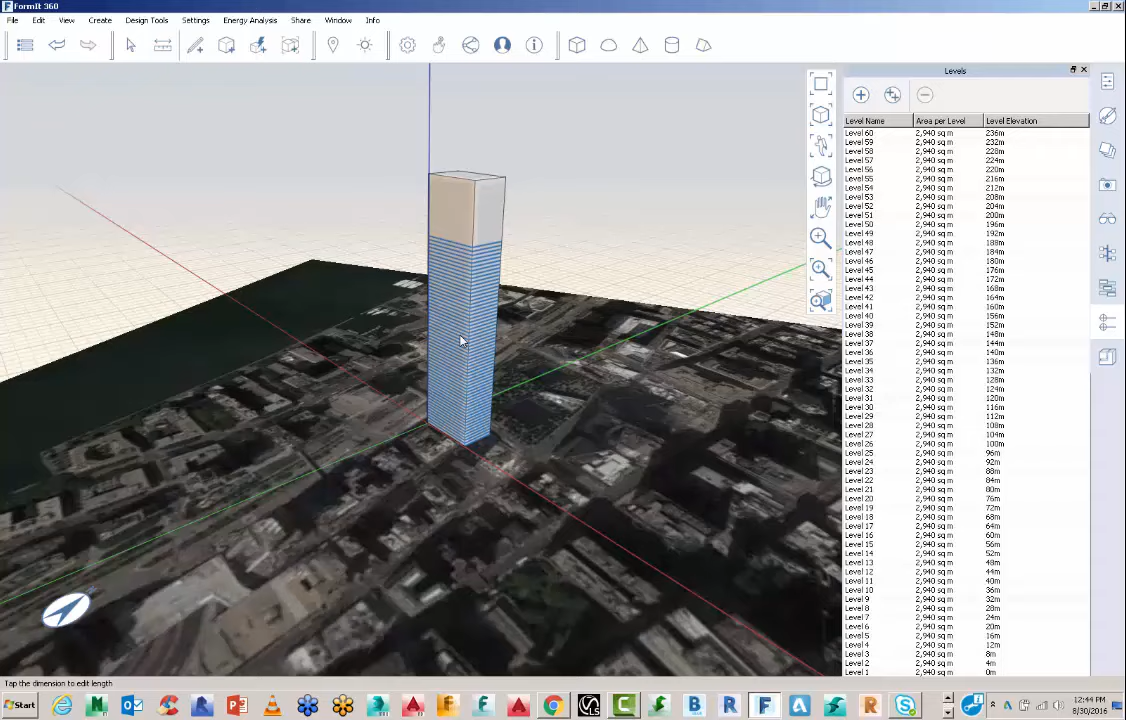 FormIt 360
File Edit View Create Design Tools Settings Energy Analysis Share Window Info
Levels
Level Name Area per Level Level Elevation
Level 60 2,940 sq m 236m
Level 59 2,940 sq m 232m
Level 58 2,940 sq m 228m
Level 57 2,940 sq m 224m
Level 56 2,940 sq m 220m
Level 55 2,940 sq m 216m
Level 54 2,940 sq m 212m
Level 53 2,940 sq m 208m
Level 52 2,940 sq m 204m
Level 51 2,940 sq m 200m
Level 50 2,940 sq m 196m
Level 49 2,940 sq m 192m
Level 48 2,940 sq m 188m
Level 47 2,940 sq m 184m
Level 46 2,940 sq m 180m
Level 45 2,940 sq m 176m
Level 44 2,940 sq m 172m
Level 43 2,940 sq m 168m
Level 42 2,940 sq m 164m
Level 41 2,940 sq m 160m
Level 40 2,940 sq m 156m
Level 39 2,940 sq m 152m
Level 38 2,940 sq m 148m
Level 37 2,940 sq m 144m
Level 36 2,940 sq m 140m
Level 35 2,940 sq m 136m
Level 34 2,940 sq m 132m
Level 33 2,940 sq m 128m
Level 32 2,940 sq m 124m
Level 31 2,940 sq m 120m
Level 30 2,940 sq m 116m
Level 29 2,940 sq m 112m
Level 28 2,940 sq m 108m
Level 27 2,940 sq m 104m
Level 26 2,940 sq m 100m
Level 25 2,940 sq m 96m
Level 24 2,940 sq m 92m
Level 23 2,940 sq m 88m
Level 22 2,940 sq m 84m
Level 21 2,940 sq m 80m
Level 20 2,940 sq m 76m
Level 19 2,940 sq m 72m
Level 18 2,940 sq m 68m
Level 17 2,940 sq m 64m
Level 16 2,940 sq m 60m
Level 15 2,940 sq m 56m
Level 14 2,940 sq m 52m
Level 13 2,940 sq m 48m
Level 12 2,940 sq m 44m
Level 11 2,940 sq m 40m
Level 10 2,940 sq m 36m
Level 9 2,940 sq m 32m
Level 8 2,940 sq m 28m
Level 7 2,940 sq m 24m
Level 6 2,940 sq m 20m
Level 5 2,940 sq m 16m
Level 4 2,940 sq m 12m
Level 3 2,940 sq m 8m
Level 2 2,940 sq m 4m
Level 1 2,940 sq m 0m
Tap the dimension to edit length
Start
12:44 PM
8/30/2016